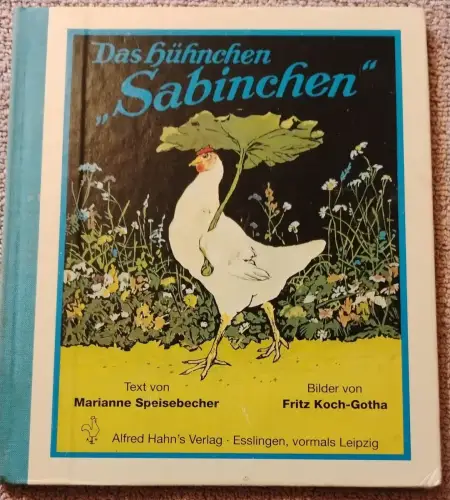 Das Hühnchen
„Sabinchen“
Text von
Marianne Speisebecher
Bilder von
Fritz Koch-Gotha
Alfred Hahn's Verlag · Esslingen, vormals Leipzig